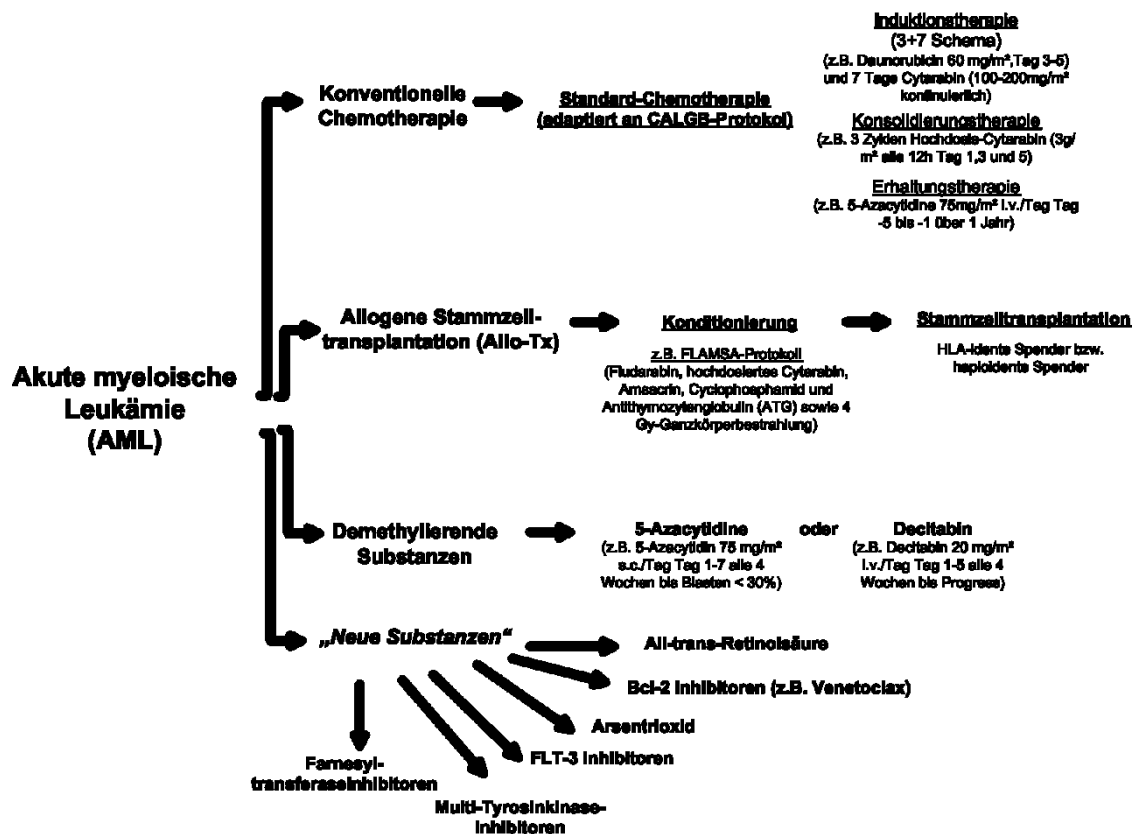 Akute myeloische
Leukämie
(AML)
Konventionelle
Chemotherapie
Standard-Chemotherapie
(adaptiert an CALGB-Protokol)
Induktionstherapie
(3+7 Schema)
(z.B. Daunorubicin 60 mg/m²,Tag 3-5)
und 7 Tage Cytarabin (100-200mg/m²
kontinuierlich)
Konsolidierungstherapie
(z.B. 3 Zyklen Hochdosis-Cytarabin (3g/
m² alle 12h Tag 1,3 und 5)
Erhaltungstherapie
(z.B. 5-Azacytidine 75mg/m² i.v./Tag Tag
-5 bis -1 über 1 Jahr)
Allogene Stammzell-
transplantation (Allo-Tx)
Konditionierung
z.B. FLAMSA-Protokoll
(Fludarabin, hochdosiertes Cytarabin,
Amsacrin, Cyclophosphamid und
Antithymozytenglobulin (ATG) sowie 4
Gy-Ganzkörperbestrahlung)
Stammzelltransplantation
HLA-idente Spender bzw.
haploidente Spender
Demethylierende
Substanzen
5-Azacytidine
(z.B. 5-Azacytidin 75 mg/m²
s.c./Tag Tag 1-7 alle 4
Wochen bis Blasten < 30%)
oder
Decitabin
(z.B. Decitabin 20 mg/m²
i.v./Tag Tag 1-5 alle 4
Wochen bis Progress)
„Neue Substanzen“
All-trans-Retinolsäure
Bcl-2 Inhibitoren (z.B. Venetoclax)
Arsentrioxid
FLT-3 Inhibitoren
Multi-Tyrosinkinase-
inhibitoren
Farnesyl-
transferaseinhibitoren